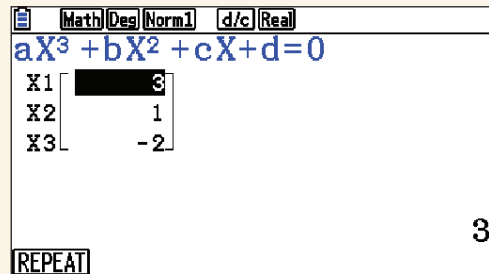 Math Deg Norm1 d/c Real
aX³+bX²+cX+d=0
X1 3
X2 1
X3 -2
3
REPEAT